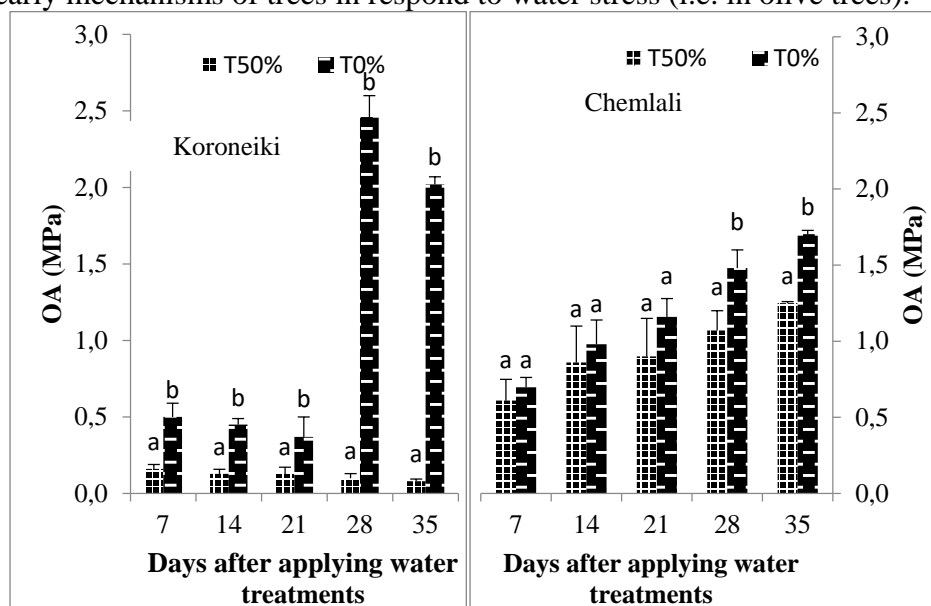 early mechanisms of trees in respond to water stress (i.e. in olive trees).
3,0
2,5
2,0
1,5
1,0
0,5
0,0
OA (MPa)
T50% T0%
Koroneiki
a b a b a b a b a b
7 14 21 28 35
Days after applying water
treatments
T50% T0%
Chemlali
a a a a a a a b a b
7 14 21 28 35
Days after applying water
treatments
3,0
2,5
2,0
1,5
1,0
0,5
0,0
OA (MPa)